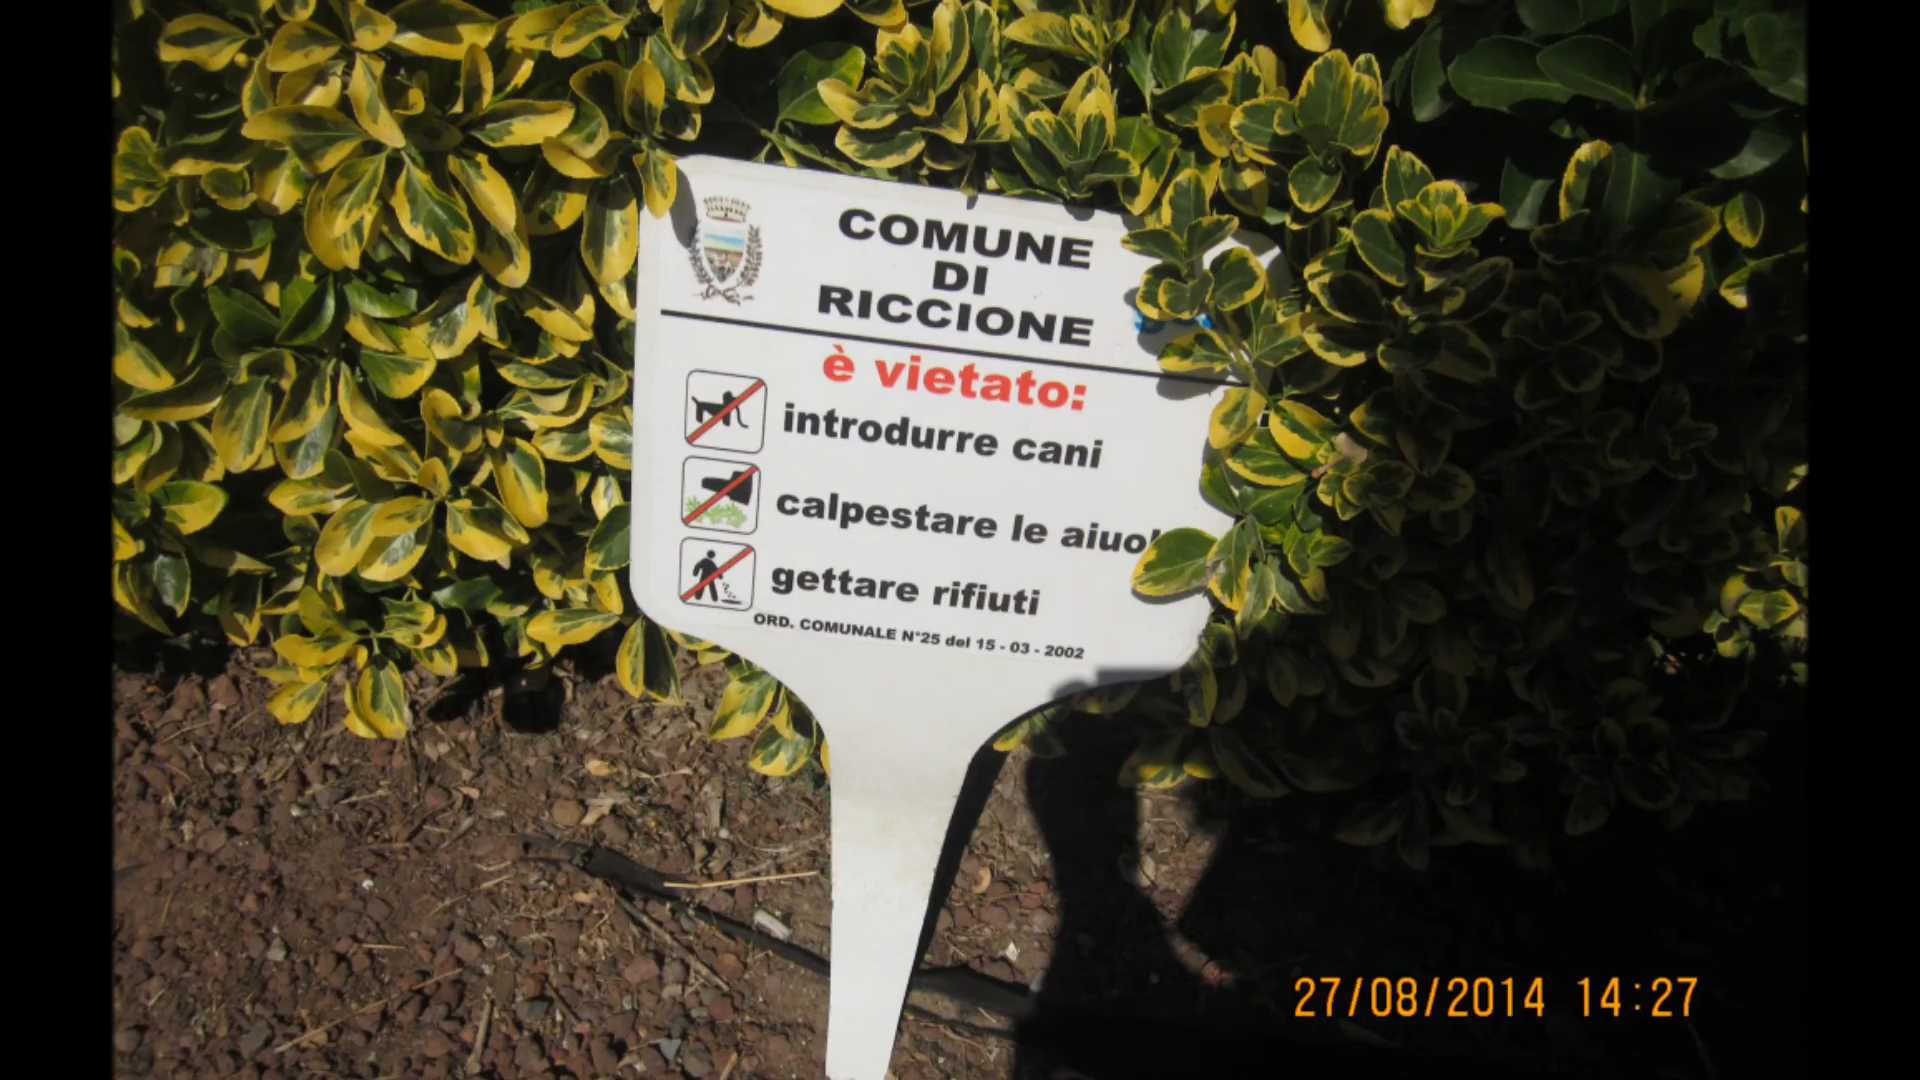 COMUNE
DI
RICCIONE
è vietato:
introdurre cani
calpestare le aiuol
gettare rifiuti
ORD. COMUNALE N°25 del 15 - 03 - 2002
27/08/2014 14:27